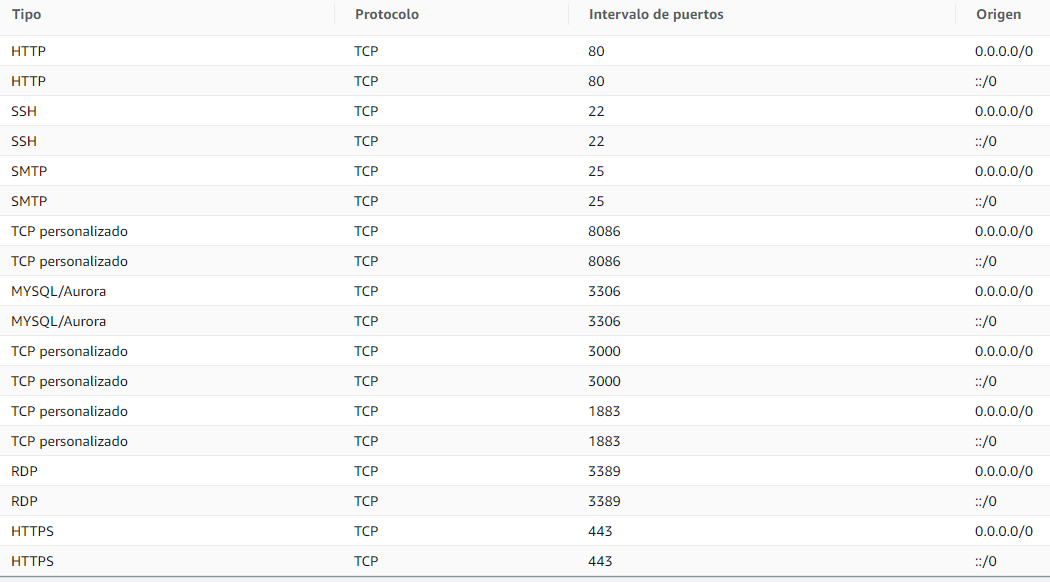 Tipo Protocolo Intervalo de puertos Origen
HTTP TCP 80 0.0.0.0/0
HTTP TCP 80 ::/0
SSH TCP 22 0.0.0.0/0
SSH TCP 22 ::/0
SMTP TCP 25 0.0.0.0/0
SMTP TCP 25 ::/0
TCP personalizado TCP 8086 0.0.0.0/0
TCP personalizado TCP 8086 ::/0
MYSQL/Aurora TCP 3306 0.0.0.0/0
MYSQL/Aurora TCP 3306 ::/0
TCP personalizado TCP 3000 0.0.0.0/0
TCP personalizado TCP 3000 ::/0
TCP personalizado TCP 1883 0.0.0.0/0
TCP personalizado TCP 1883 ::/0
RDP TCP 3389 0.0.0.0/0
RDP TCP 3389 ::/0
HTTPS TCP 443 0.0.0.0/0
HTTPS TCP 443 ::/0